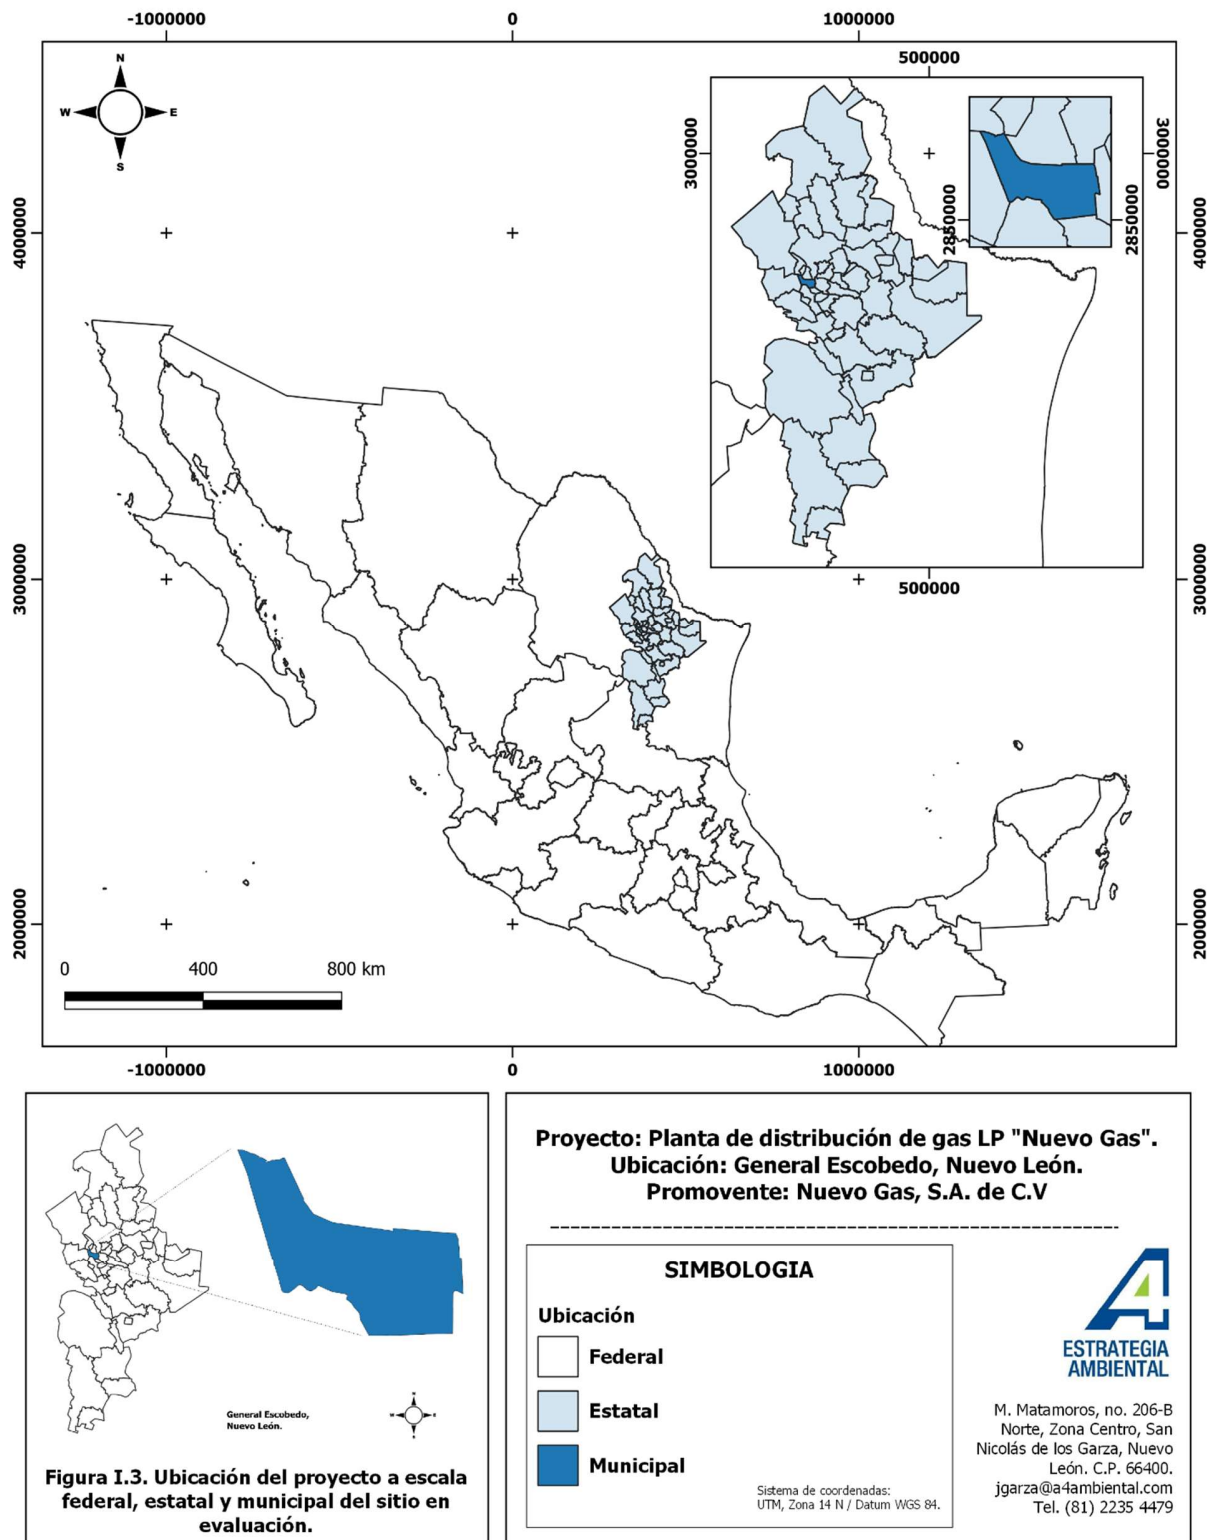 -1000000
0
1000000
N
W
E
S
500000
3000000
3000000
2850000
2850000
4000000
4000000
3000000
3000000
500000
2000000
2000000
0
400
800 km
-1000000
0
1000000
General Escobedo,
Nuevo León.
N
W
E
S
Figura I.3. Ubicación del proyecto a escala
federal, estatal y municipal del sitio en
evaluación.
Proyecto: Planta de distribución de gas LP "Nuevo Gas".
Ubicación: General Escobedo, Nuevo León.
Promovente: Nuevo Gas, S.A. de C.V
SIMBOLOGIA
Ubicación
Federal
Estatal
Municipal
Sistema de coordenadas:
UTM, Zona 14 N / Datum WGS 84.
A
ESTRATEGIA
AMBIENTAL
M. Matamoros, no. 206-B
Norte, Zona Centro, San
Nicolás de los Garza, Nuevo
León. C.P. 66400.
jgarza@a4ambiental.com
Tel. (81) 2235 4479